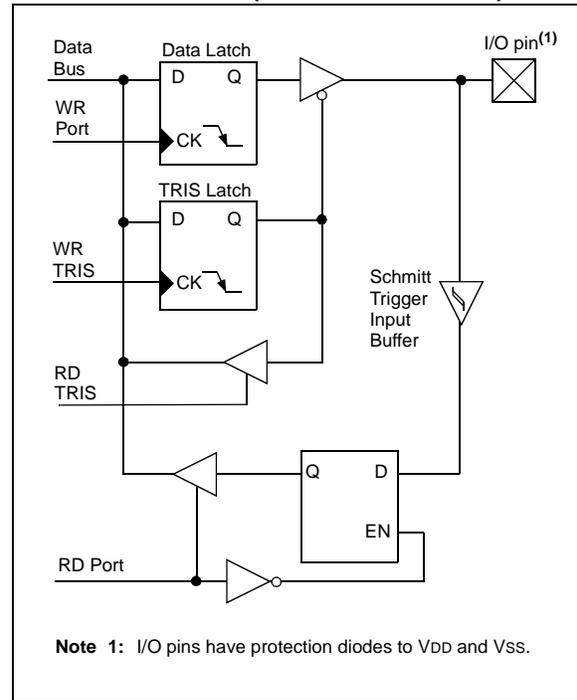 Data
Bus
Data Latch
I/O pin(1)
D Q
WR
Port
CK
TRIS Latch
D Q
WR
TRIS
CK
Schmitt
Trigger
Input
Buffer
RD
TRIS
Q D
EN
RD Port
Note 1: I/O pins have protection diodes to VDD and VSS.